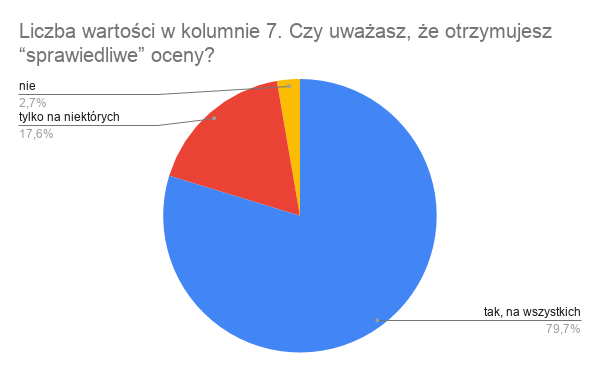 Liczba wartości w kolumnie 7. Czy uważasz, że otrzymujesz
“sprawiedliwe” oceny?
nie
2,7%
tylko na niektórych
17,6%
tak, na wszystkich
79,7%